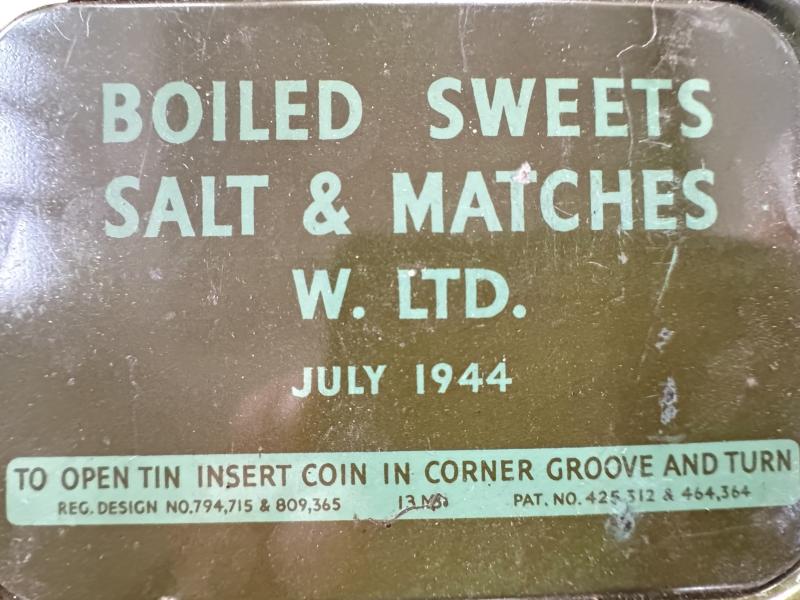 BOILED SWEETS
SALT & MATCHES
W. LTD.
JULY 1944
TO OPEN TIN INSERT COIN IN CORNER GROOVE AND TURN
REG. DESIGN NO.794,715 & 809,365 13 PAT. NO. 425,312 & 464,364